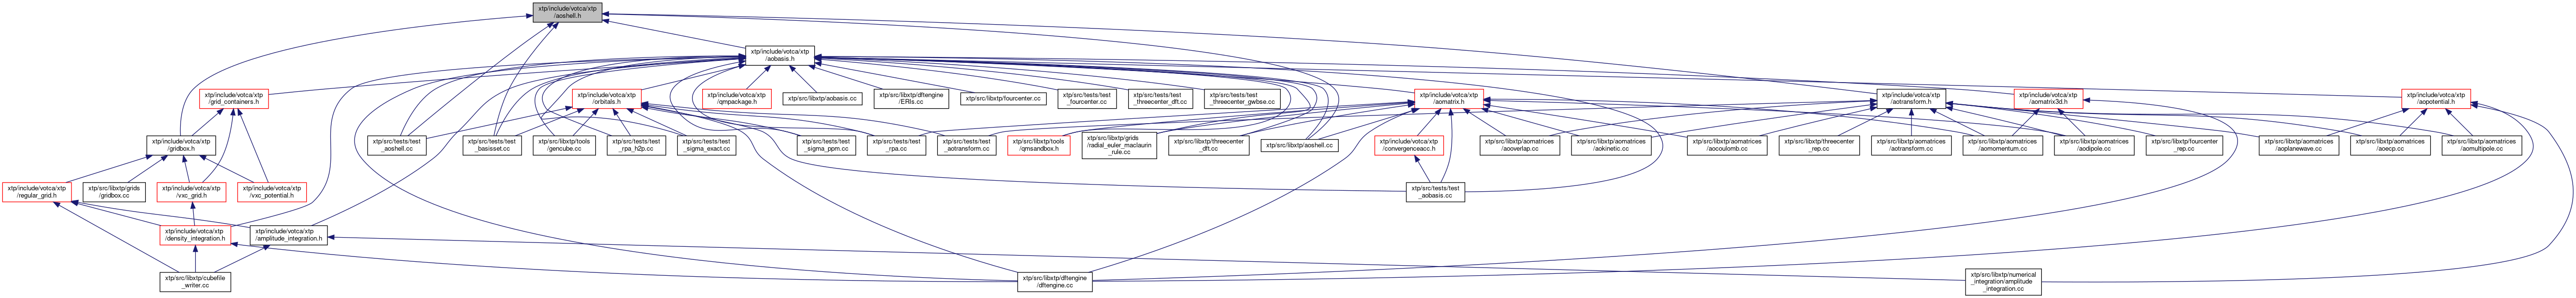 xtp/include/votca/xtp
/aoshell.h
xtp/include/votca/xtp
/aobasis.h
xtp/include/votca/xtp
/grid_containers.h
xtp/include/votca/xtp
/orbitals.h
xtp/include/votca/xtp
/qmpackage.h
xtp/src/libxtp/aobasis.cc
xtp/src/libxtp/dftengine
/ERIs.cc
xtp/src/libxtp/fourcenter.cc
xtp/src/tests/test
_fourcenter.cc
xtp/src/tests/test
_threecenter_dft.cc
xtp/src/tests/test
_threecenter_gwbse.cc
xtp/include/votca/xtp
/aomatrix.h
xtp/include/votca/xtp
/aotransform.h
xtp/include/votca/xtp
/aomatrix3d.h
xtp/include/votca/xtp
/aopotential.h
xtp/include/votca/xtp
/gridbox.h
xtp/src/tests/test
_aoshell.cc
xtp/src/tests/test
_basisset.cc
xtp/src/libxtp/tools
/gencube.cc
xtp/src/tests/test
_rpa_h2p.cc
xtp/src/tests/test
_sigma_exact.cc
xtp/src/tests/test
_sigma_ppm.cc
xtp/src/tests/test
_rpa.cc
xtp/src/tests/test
_aotransform.cc
xtp/src/libxtp/tools
/qmsandbox.h
xtp/src/libxtp/grids
/radial_euler_maclaurin
_rule.cc
xtp/src/libxtp/threecenter
_dft.cc
xtp/src/libxtp/aoshell.cc
xtp/include/votca/xtp
/convergenceacc.h
xtp/src/libxtp/aomatrices
/aooverlap.cc
xtp/src/libxtp/aomatrices
/aokinetic.cc
xtp/src/libxtp/aomatrices
/aocoulomb.cc
xtp/src/libxtp/threecenter
_rep.cc
xtp/src/libxtp/aomatrices
/aotransform.cc
xtp/src/libxtp/aomatrices
/aomomentum.cc
xtp/src/libxtp/aomatrices
/aodipole.cc
xtp/src/libxtp/fourcenter
_rep.cc
xtp/src/libxtp/aomatrices
/aoplanewave.cc
xtp/src/libxtp/aomatrices
/aoecp.cc
xtp/src/libxtp/aomatrices
/aomultipole.cc
xtp/include/votca/xtp
/regular_grid.h
xtp/src/libxtp/grids
/gridbox.cc
xtp/include/votca/xtp
/vxc_grid.h
xtp/include/votca/xtp
/vxc_potential.h
xtp/src/tests/test
_aobasis.cc
xtp/include/votca/xtp
/density_integration.h
xtp/include/votca/xtp
/amplitude_integration.h
xtp/src/libxtp/cubefile
_writer.cc
xtp/src/libxtp/dftengine
/dftengine.cc
xtp/src/libxtp/numerical
_integration/amplitude
_integration.cc